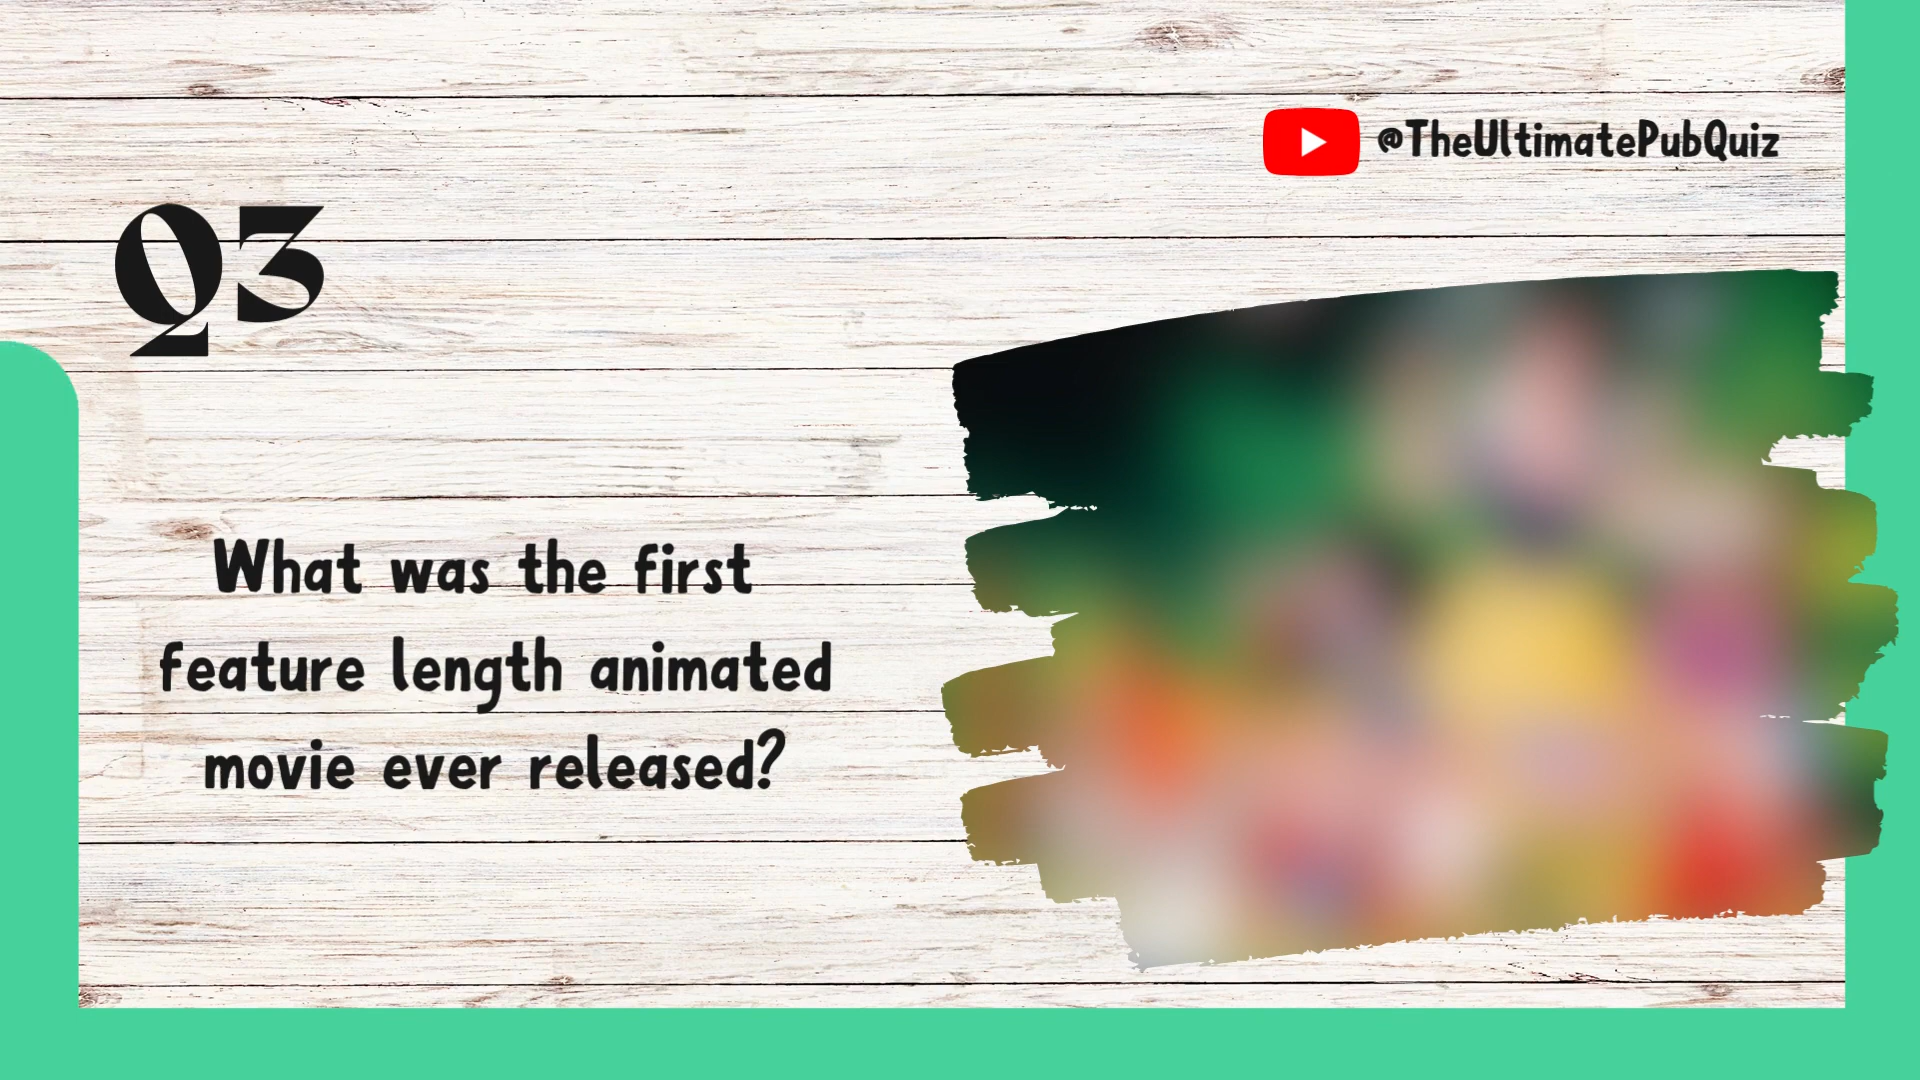 @TheUltimatePubQuiz
Q3
What was the first
feature length animated
movie ever released?